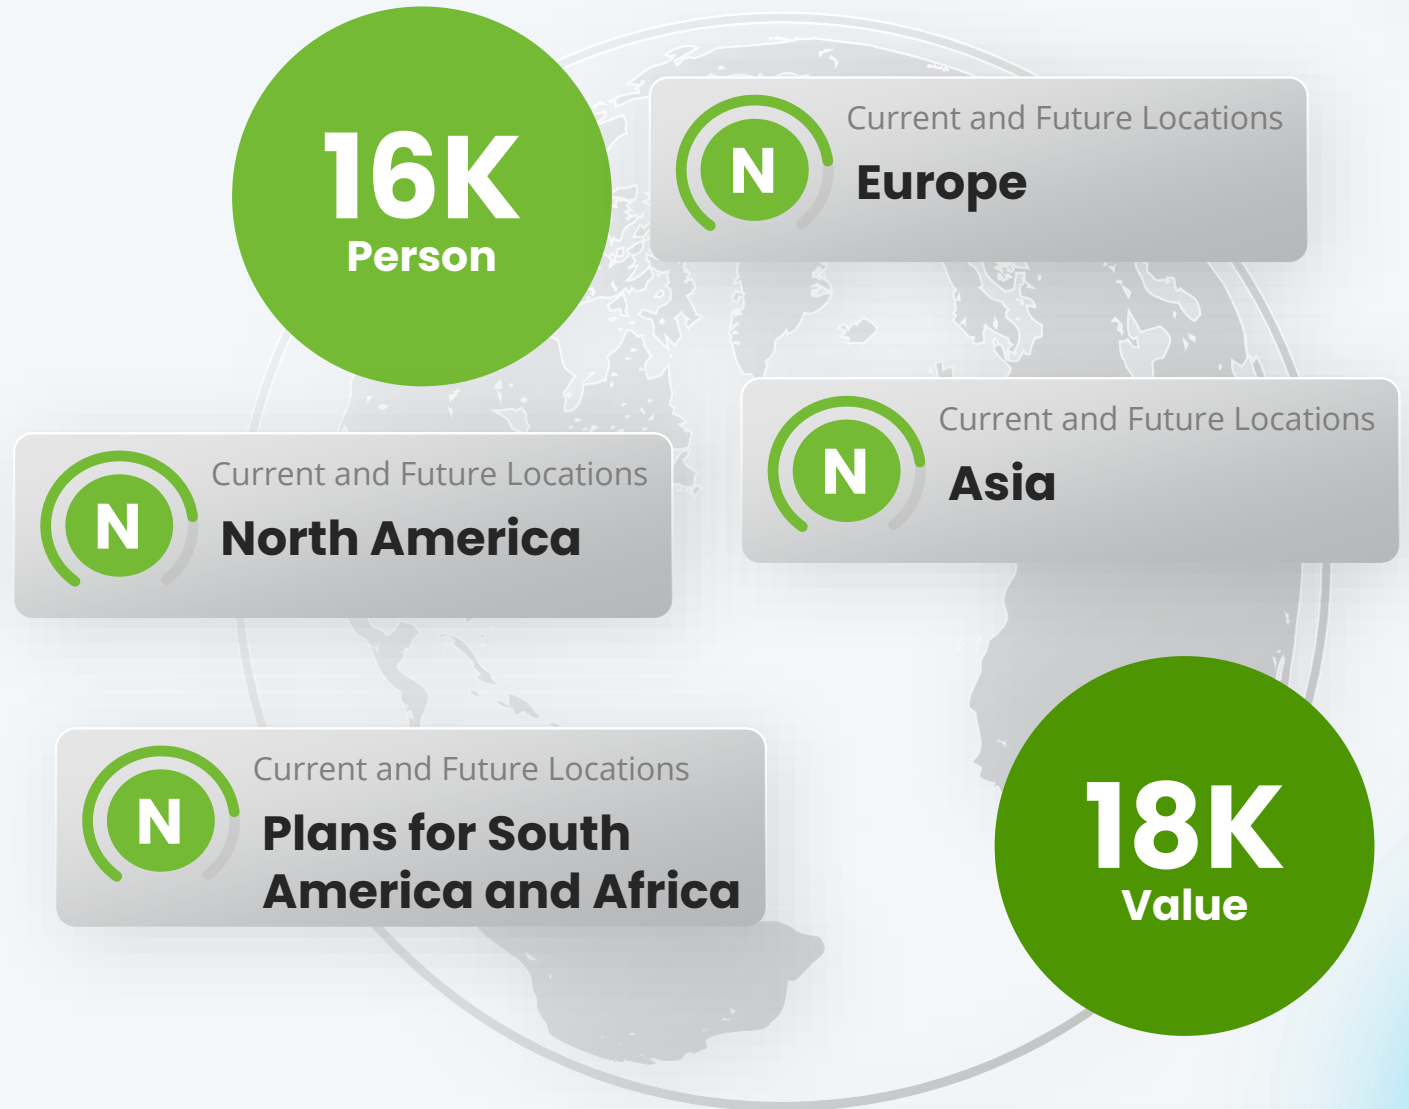 16K
Person
N
Current and Future Locations
Europe
N
Current and Future Locations
Asia
N
Current and Future Locations
North America
N
Current and Future Locations
Plans for South
America and Africa
18K
Value